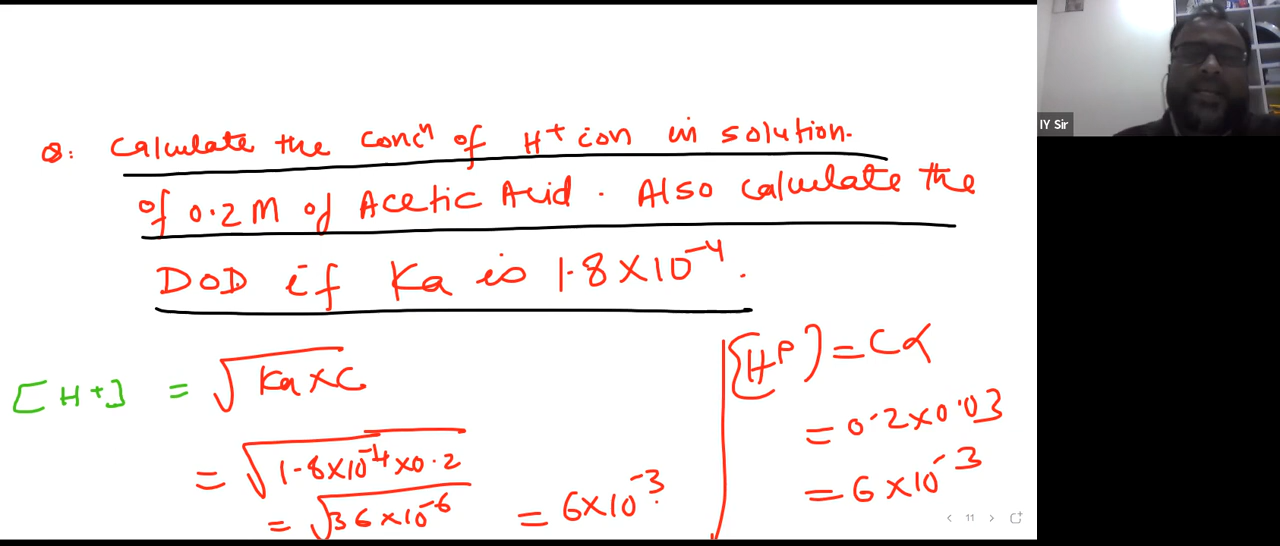 Q: Calculate the concⁿ of H⁺ ion in solution.
of 0.2M of Acetic Acid. Also calculate the
DOD if Ka is 1.8×10⁻⁴.
[H⁺] = √Ka×C
= √1.8×10⁻⁴×0.2
= √36×10⁻⁶ = 6×10⁻³
[H⁺] = Cα
= 0.2×0.03
= 6×10⁻³
11
IY Sir